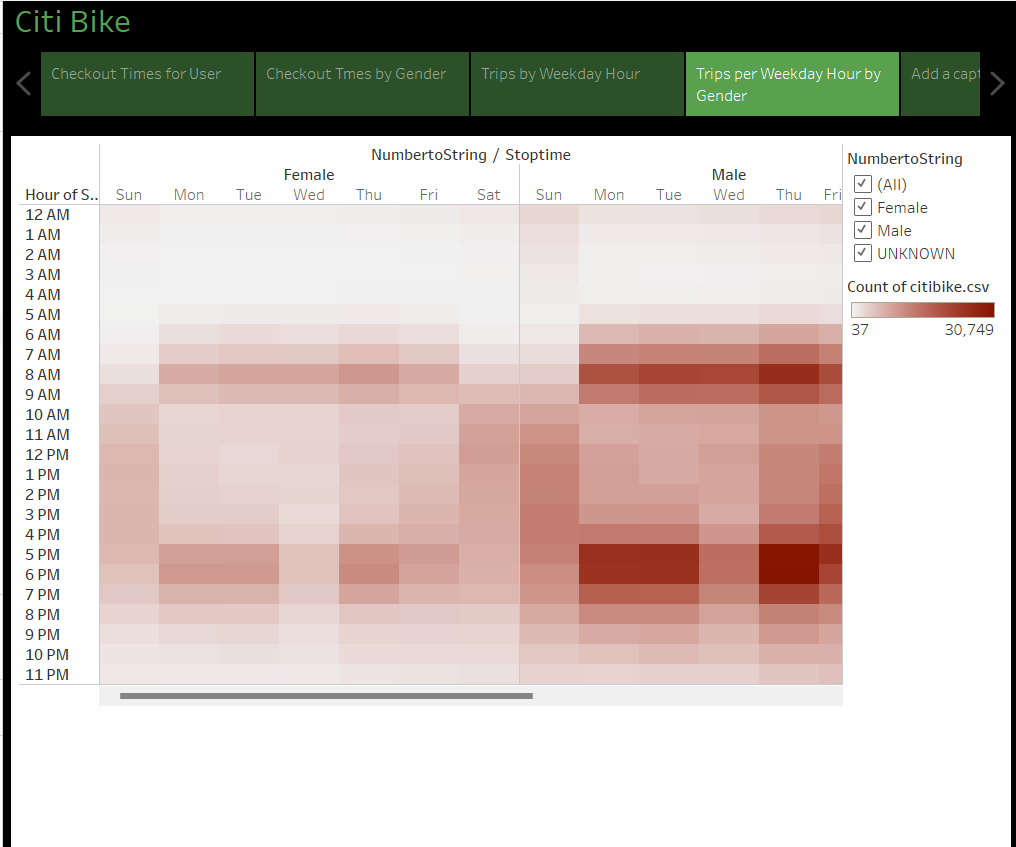 Citi Bike
Checkout Times for User
Checkout Tmes by Gender
Trips by Weekday Hour
Trips per Weekday Hour by
Gender
Add a capt
NumbertoString / Stoptime
Female Male
Hour of S.. Sun Mon Tue Wed Thu Fri Sat Sun Mon Tue Wed Thu Fri
12 AM
1 AM
2 AM
3 AM
4 AM
5 AM
6 AM
7 AM
8 AM
9 AM
10 AM
11 AM
12 PM
1 PM
2 PM
3 PM
4 PM
5 PM
6 PM
7 PM
8 PM
9 PM
10 PM
11 PM
NumbertoString
(All)
Female
Male
UNKNOWN
Count of citibike.csv
37 30,749